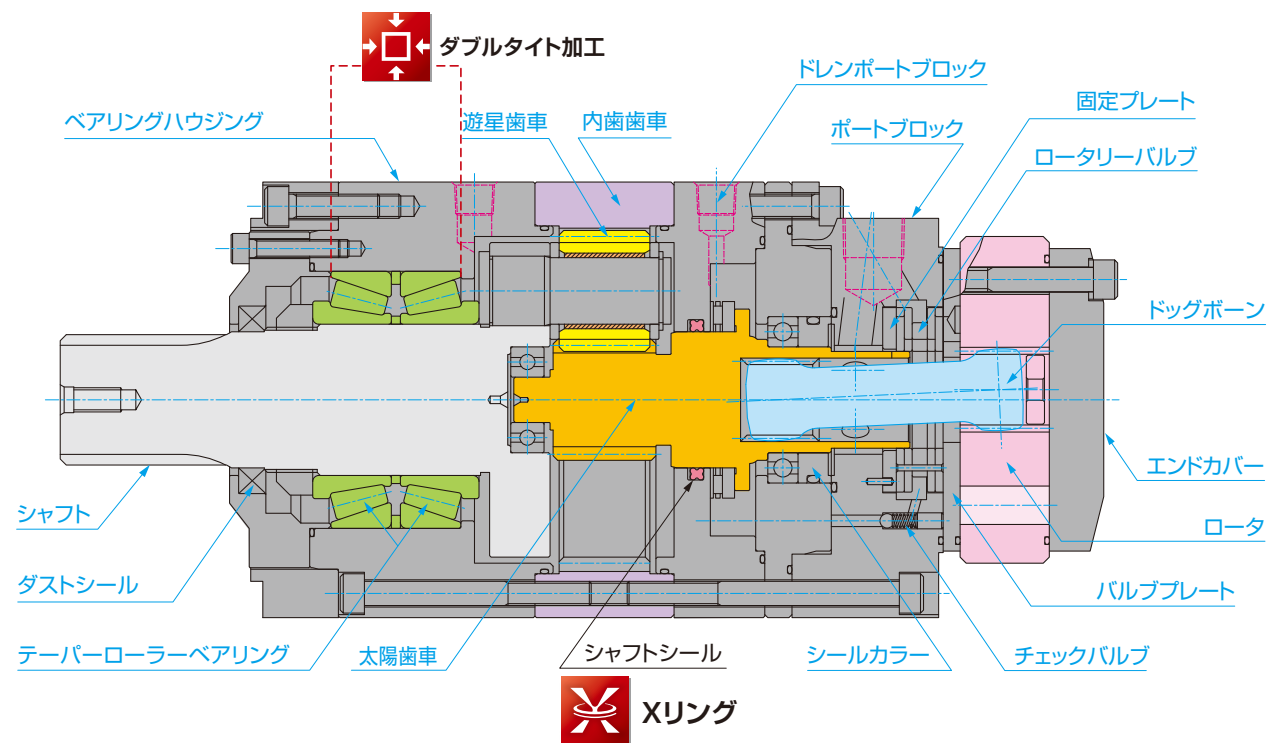 ダブルタイト加工
ドレンポートブロック
固定プレート
ベアリングハウジング
遊星歯車
内歯歯車
ポートブロック
ロータリーバルブ
ドッグボーン
エンドカバー
シャフト
ロータ
ダストシール
バルブプレート
テーパーローラーベアリング
太陽歯車
シャフトシール
シールカラー
チェックバルブ
Xリング